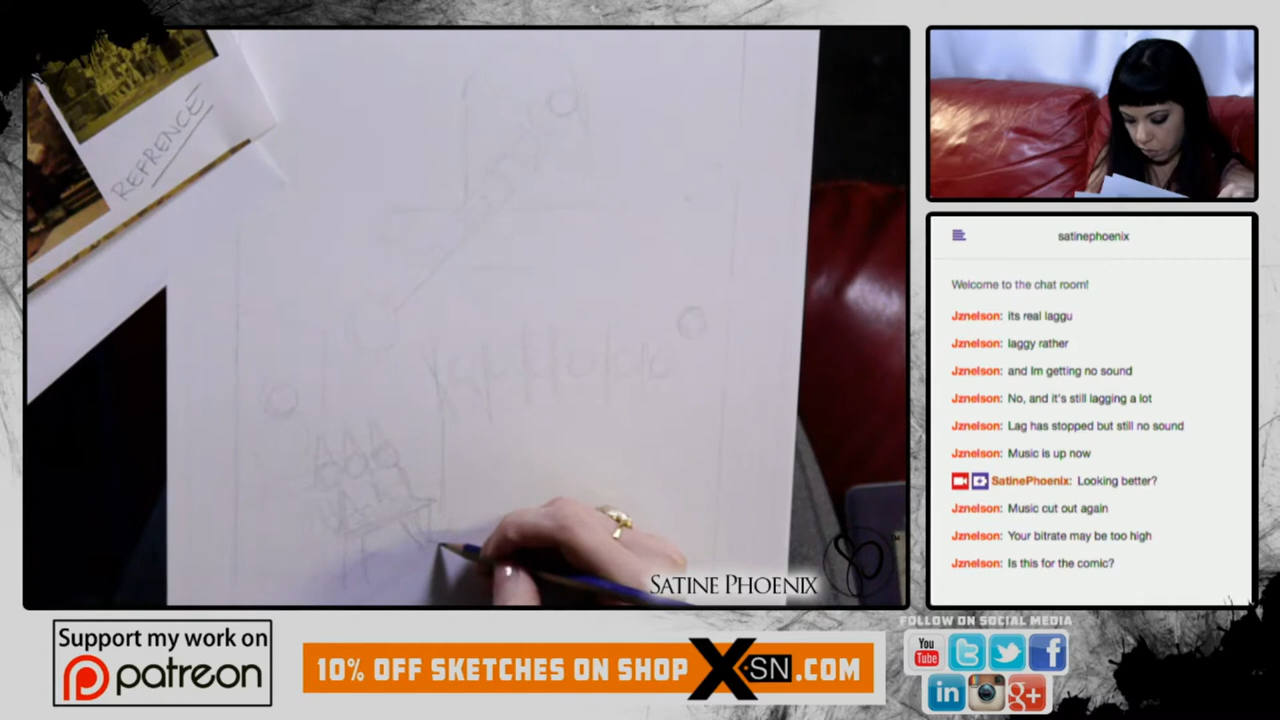 REFRENCE
SATINE PHOENIX
satinephoenix
Welcome to the chat room!
Jznelson: its real laggu
Jznelson: laggy rather
Jznelson: and Im getting no sound
Jznelson: No, and it's still lagging a lot
Jznelson: Lag has stopped but still no sound
Jznelson: Music is up now
SatinePhoenix: Looking better?
Jznelson: Music cut out again
Jznelson: Your bitrate may be too high
Jznelson: Is this for the comic?
Support my work on
patreon
10% OFF SKETCHES ON SHOP X-SN.COM
FOLLOW ON SOCIAL MEDIA
You
Tube
in
g+